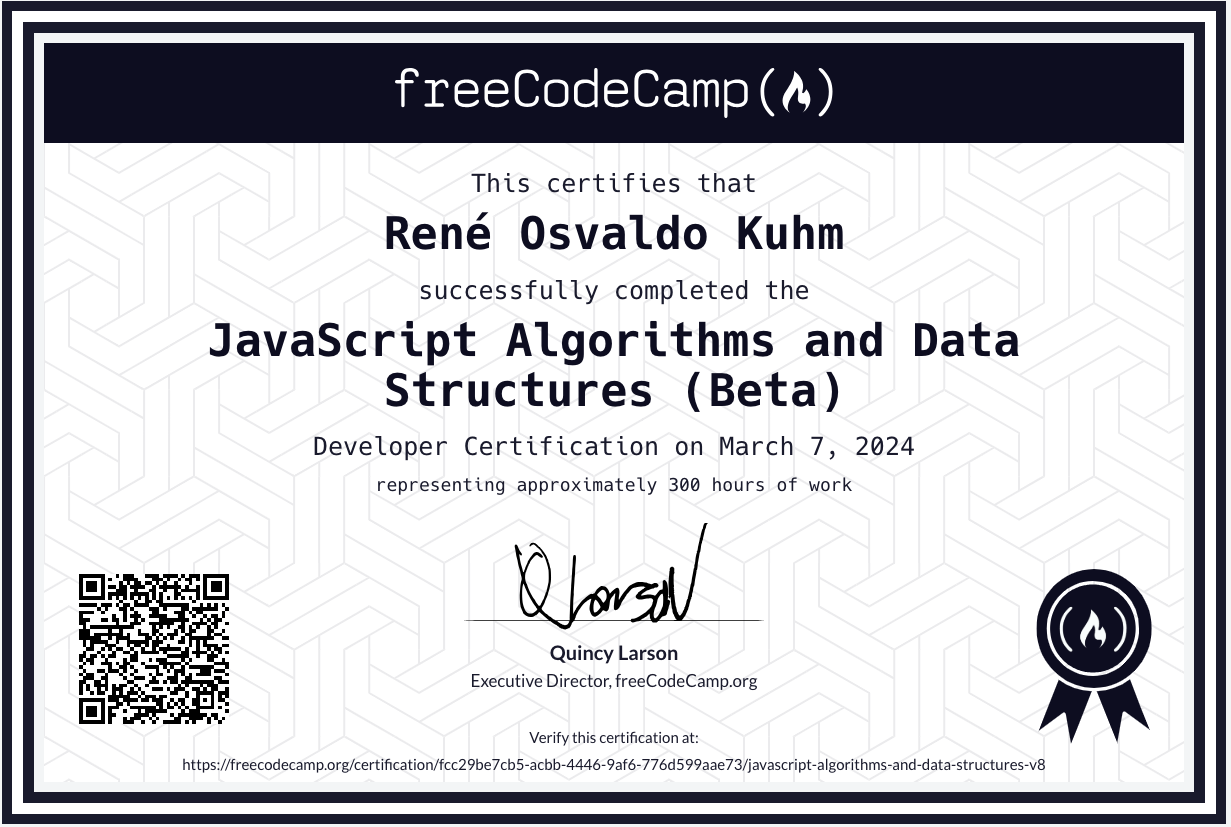 freeCodeCamp
This certifies that
René Osvaldo Kuhm
successfully completed the
JavaScript Algorithms and Data
Structures (Beta)
Developer Certification on March 7, 2024
representing approximately 300 hours of work
QLarson
Quincy Larson
Executive Director, freeCodeCamp.org
Verify this certification at:
https://freecodecamp.org/certification/fcc29be7cb5-acbb-4446-9af6-776d599aae73/javascript-algorithms-and-data-structures-v8